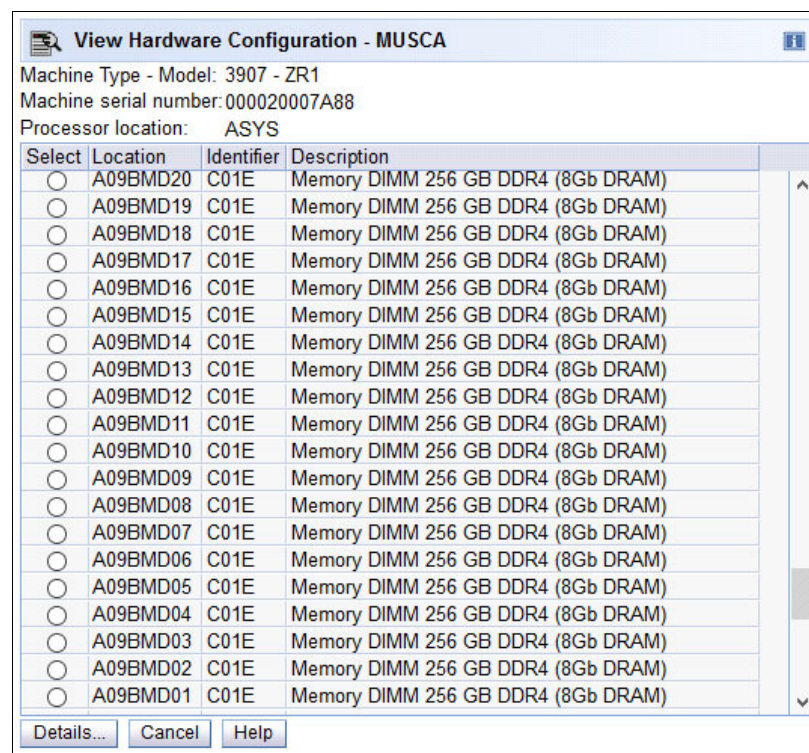 View Hardware Configuration - MUSCA
Machine Type - Model: 3907 - ZR1
Machine serial number: 000020007A88
Processor location: ASYS
Select Location Identifier Description
A09BMD20 C01E Memory DIMM 256 GB DDR4 (8Gb DRAM)
A09BMD19 C01E Memory DIMM 256 GB DDR4 (8Gb DRAM)
A09BMD18 C01E Memory DIMM 256 GB DDR4 (8Gb DRAM)
A09BMD17 C01E Memory DIMM 256 GB DDR4 (8Gb DRAM)
A09BMD16 C01E Memory DIMM 256 GB DDR4 (8Gb DRAM)
A09BMD15 C01E Memory DIMM 256 GB DDR4 (8Gb DRAM)
A09BMD14 C01E Memory DIMM 256 GB DDR4 (8Gb DRAM)
A09BMD13 C01E Memory DIMM 256 GB DDR4 (8Gb DRAM)
A09BMD12 C01E Memory DIMM 256 GB DDR4 (8Gb DRAM)
A09BMD11 C01E Memory DIMM 256 GB DDR4 (8Gb DRAM)
A09BMD10 C01E Memory DIMM 256 GB DDR4 (8Gb DRAM)
A09BMD09 C01E Memory DIMM 256 GB DDR4 (8Gb DRAM)
A09BMD08 C01E Memory DIMM 256 GB DDR4 (8Gb DRAM)
A09BMD07 C01E Memory DIMM 256 GB DDR4 (8Gb DRAM)
A09BMD06 C01E Memory DIMM 256 GB DDR4 (8Gb DRAM)
A09BMD05 C01E Memory DIMM 256 GB DDR4 (8Gb DRAM)
A09BMD04 C01E Memory DIMM 256 GB DDR4 (8Gb DRAM)
A09BMD03 C01E Memory DIMM 256 GB DDR4 (8Gb DRAM)
A09BMD02 C01E Memory DIMM 256 GB DDR4 (8Gb DRAM)
A09BMD01 C01E Memory DIMM 256 GB DDR4 (8Gb DRAM)
Details... Cancel Help